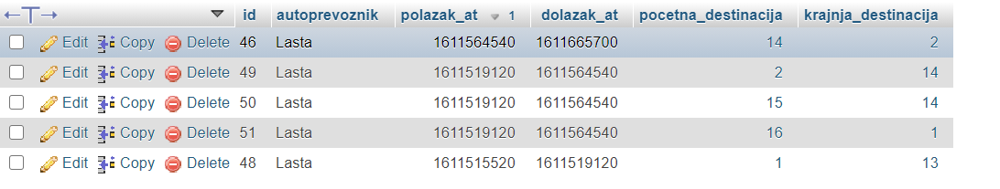 id autoprevoznik polazak_at 1 dolazak_at pocetna_destinacija krajnja_destinacija
Edit Copy Delete 46 Lasta 1611564540 1611665700 14 2
Edit Copy Delete 49 Lasta 1611519120 1611564540 2 14
Edit Copy Delete 50 Lasta 1611519120 1611564540 15 14
Edit Copy Delete 51 Lasta 1611519120 1611564540 16 1
Edit Copy Delete 48 Lasta 1611515520 1611519120 1 13